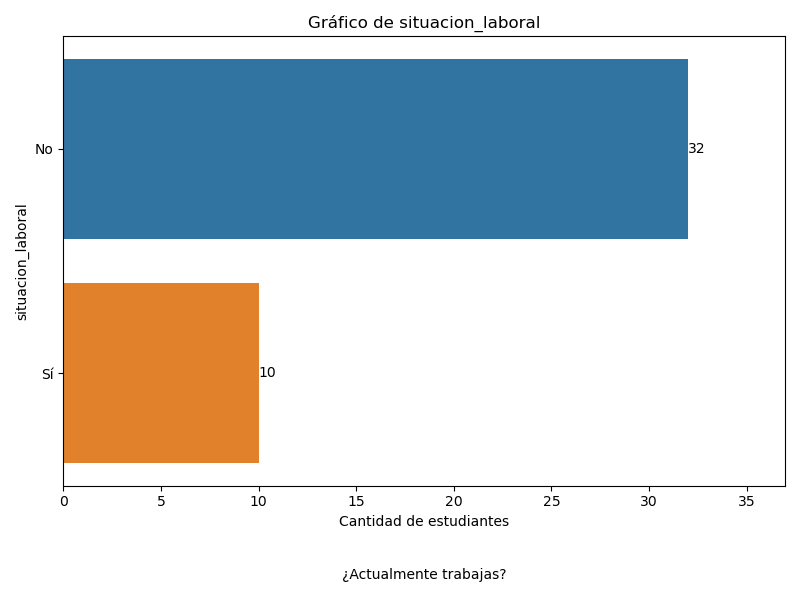 Gráfico de situacion_laboral
situacion_laboral
No
32
Sí
10
0 5 10 15 20 25 30 35
Cantidad de estudiantes
¿Actualmente trabajas?